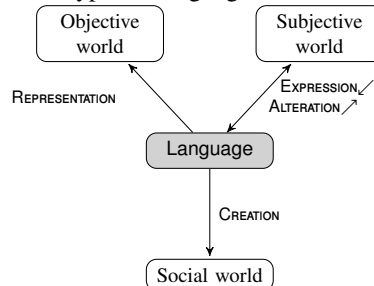 Objective
world
Subjective
world
REPRESENTATION
EXPRESSION↙
ALTERATION↗
Language
CREATION
Social world